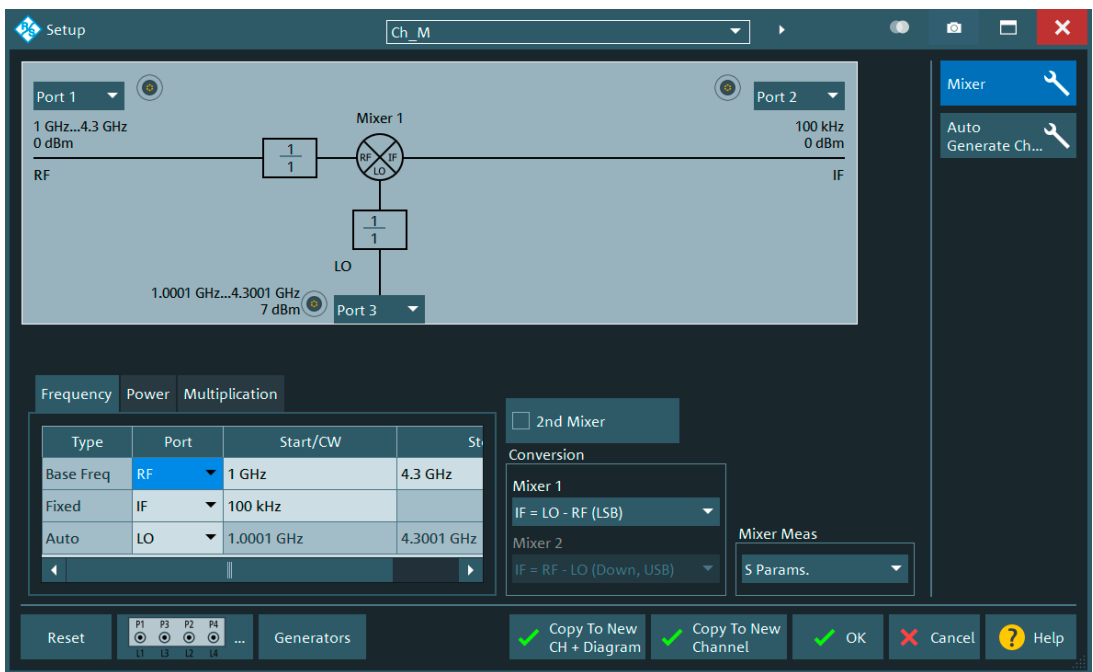 Setup
Ch_M
Port 1
1 GHz...4.3 GHz
0 dBm
RF
1
1
Mixer 1
RF
IF
LO
Port 2
100 kHz
0 dBm
IF
1
1
LO
1.0001 GHz...4.3001 GHz
7 dBm
Port 3
Mixer
Auto
Generate Ch...
Frequency Power Multiplication
Type Port Start/CW
Base Freq RF 1 GHz 4.3 GHz
Fixed IF 100 kHz
Auto LO 1.0001 GHz 4.3001 GHz
2nd Mixer
Conversion
Mixer 1
IF = LO - RF (LSB)
Mixer 2
IF = RF - LO (Down, USB)
Mixer Meas
S Params.
Reset
P1 P3 P2 P4
L1 L3 L2 L4
...
Generators
Copy To New
CH + Diagram
Copy To New
Channel
OK
Cancel
? Help